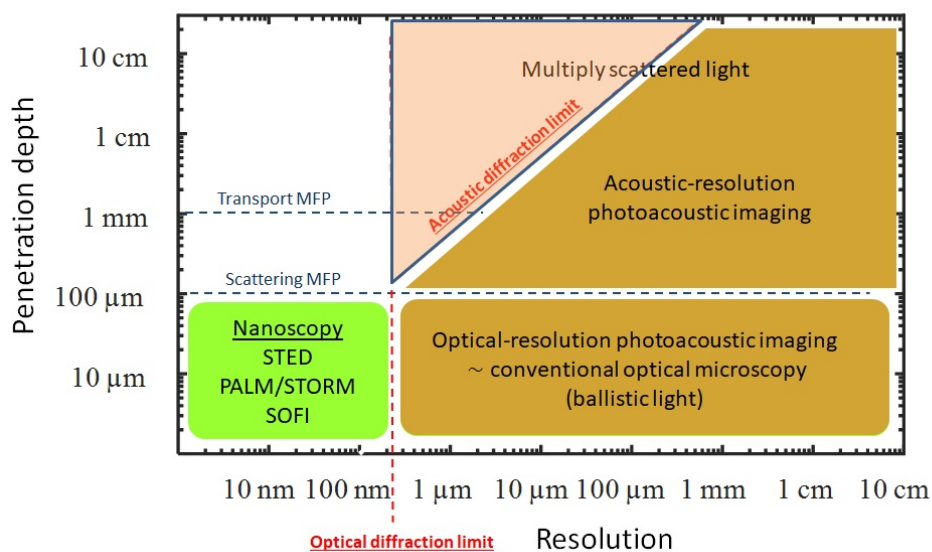 10 cm
Multiply scattered light
1 cm
Acoustic diffraction limit
Penetration depth
Transport MFP
Acoustic-resolution
photoacoustic imaging
1 mm
Scattering MFP
100 μm
Nanoscopy
STED
PALM/STORM
SOFI
Optical-resolution photoacoustic imaging
~ conventional optical microscopy
(ballistic light)
10 μm
10 nm 100 nm 1 μm 10 μm 100 μm 1 mm 1 cm 10 cm
Optical diffraction limit
Resolution